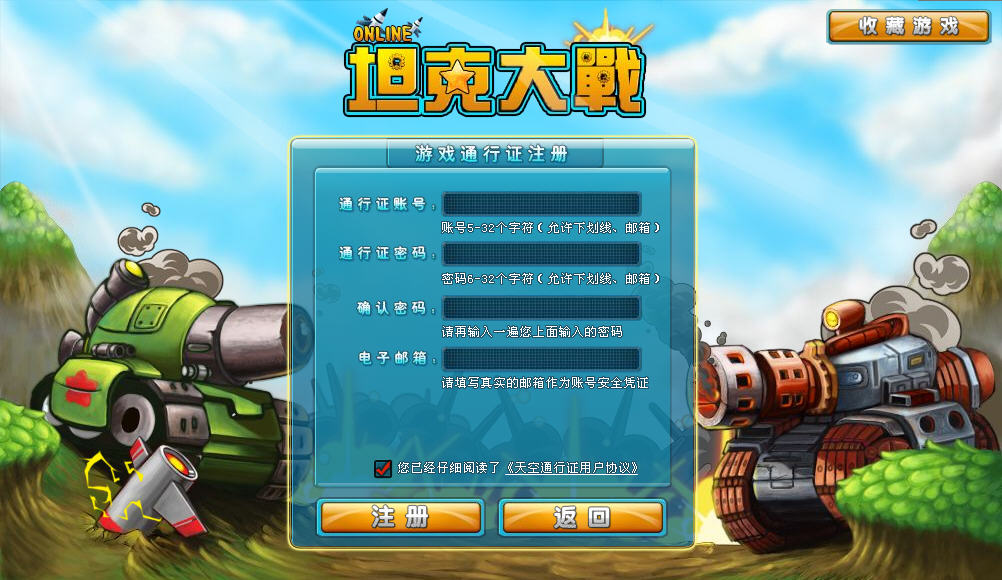 收藏游戏
ONLINE
坦克大戰
游戏通行证注册
通行证账号：
账号5-32个字符（允许下划线、邮箱）
通行证密码：
密码6-32个字符（允许下划线、邮箱）
确认密码：
请再输入一遍您上面输入的密码
电子邮箱：
请填写真实的邮箱作为账号安全凭证
您已经仔细阅读了《天空通行证用户协议》
注册
返回